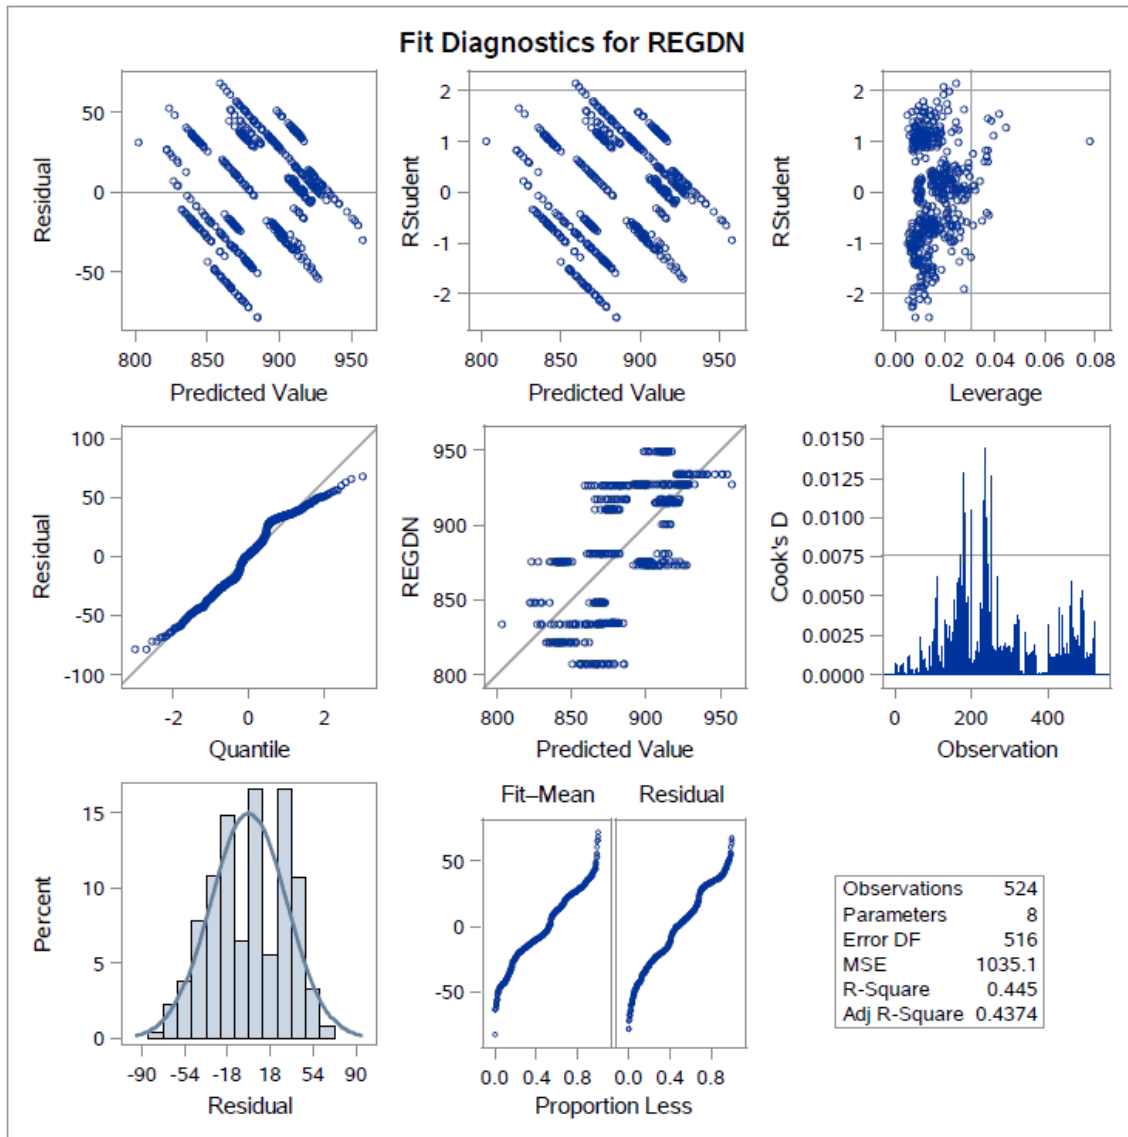 Fit Diagnostics for REGDN
Residual
50
0
-50
800 850 900 950
Predicted Value
RStudent
2
1
0
-1
-2
800 850 900 950
Predicted Value
RStudent
2
1
0
-1
-2
0.00 0.02 0.04 0.06 0.08
Leverage
Residual
100
50
0
-50
-100
-2 0 2
Quantile
REGDN
950
900
850
800
800 850 900 950
Predicted Value
Cook's D
0.0150
0.0125
0.0100
0.0075
0.0050
0.0025
0.0000
0 200 400
Observation
Percent
15
10
5
0
-90 -54 -18 18 54 90
Residual
Fit–Mean Residual
50
0
-50
0.0 0.4 0.8 0.0 0.4 0.8
Proportion Less
Observations 524
Parameters 8
Error DF 516
MSE 1035.1
R-Square 0.445
Adj R-Square 0.4374